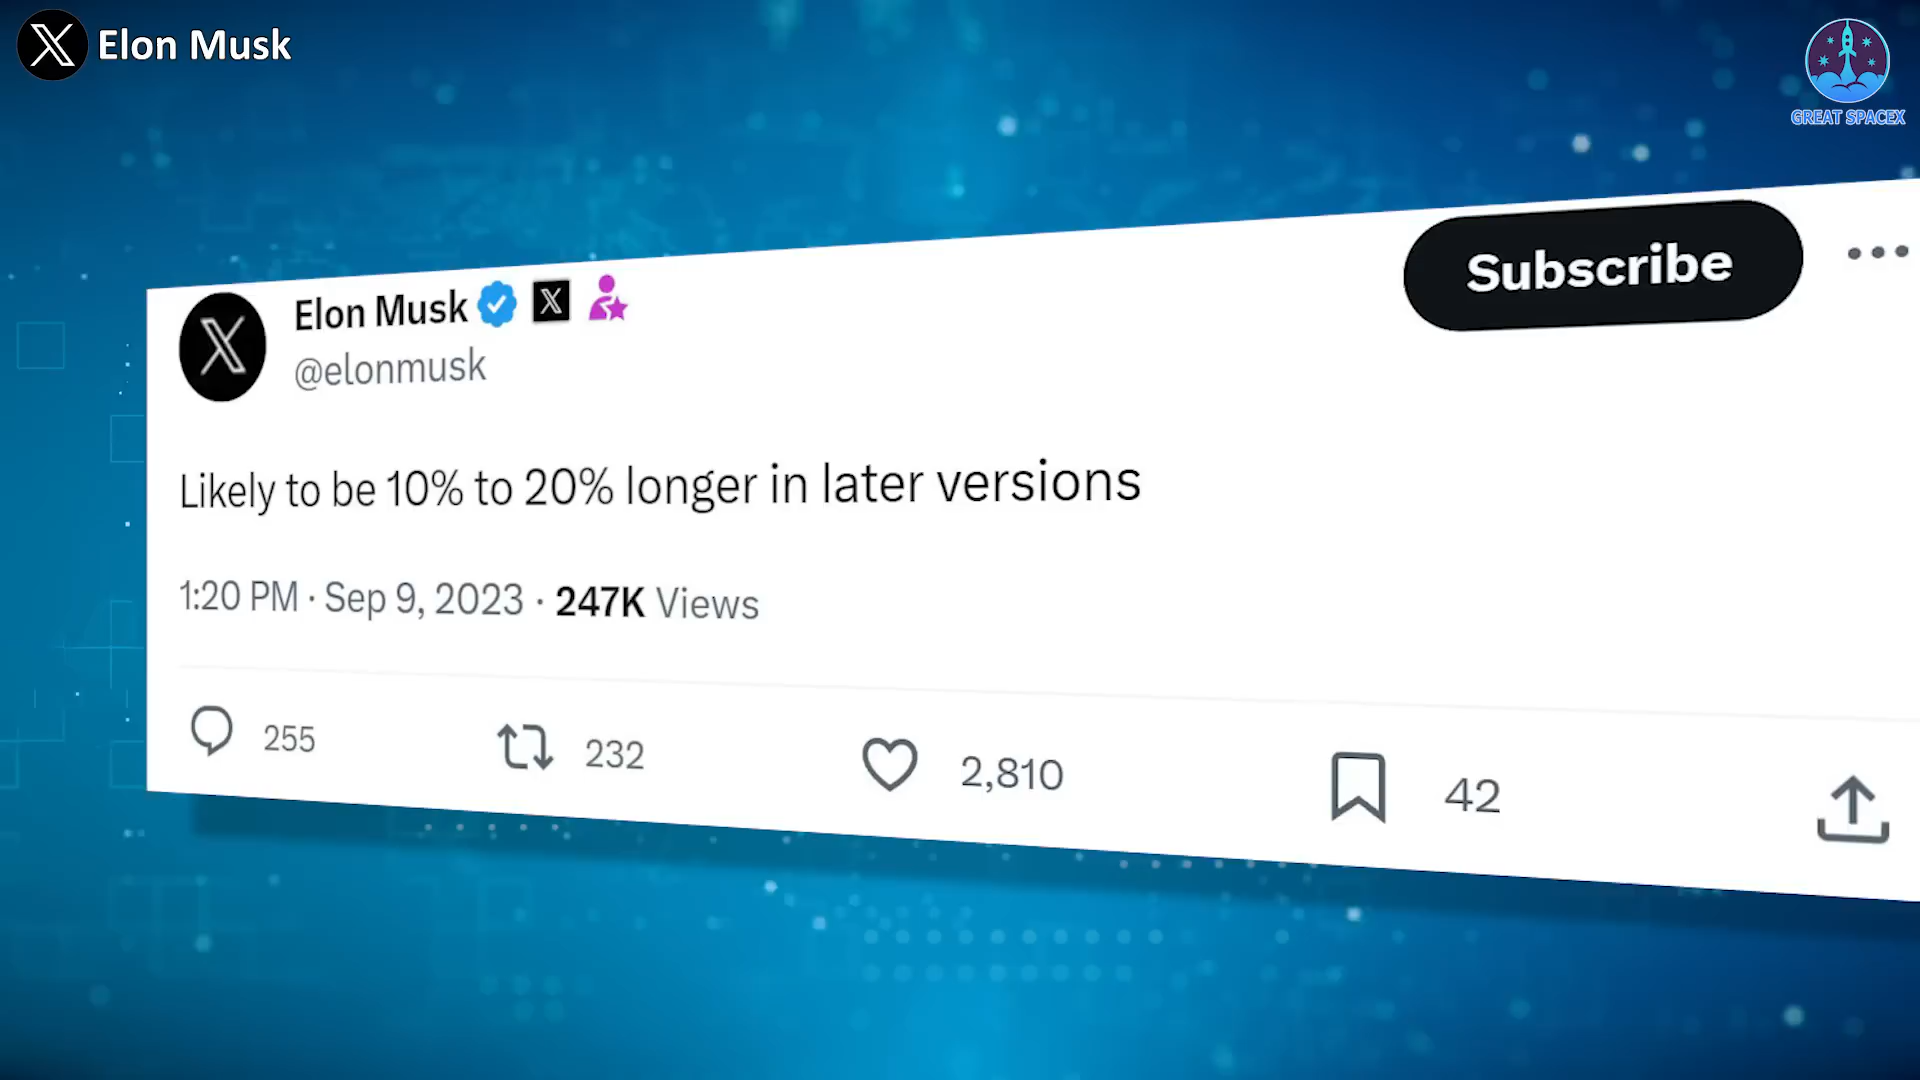 Elon Musk
GREAT SPACEX
Elon Musk
Subscribe
@elonmusk
Likely to be 10% to 20% longer in later versions
1:20 PM · Sep 9, 2023 · 247K Views
255 232 2,810 42